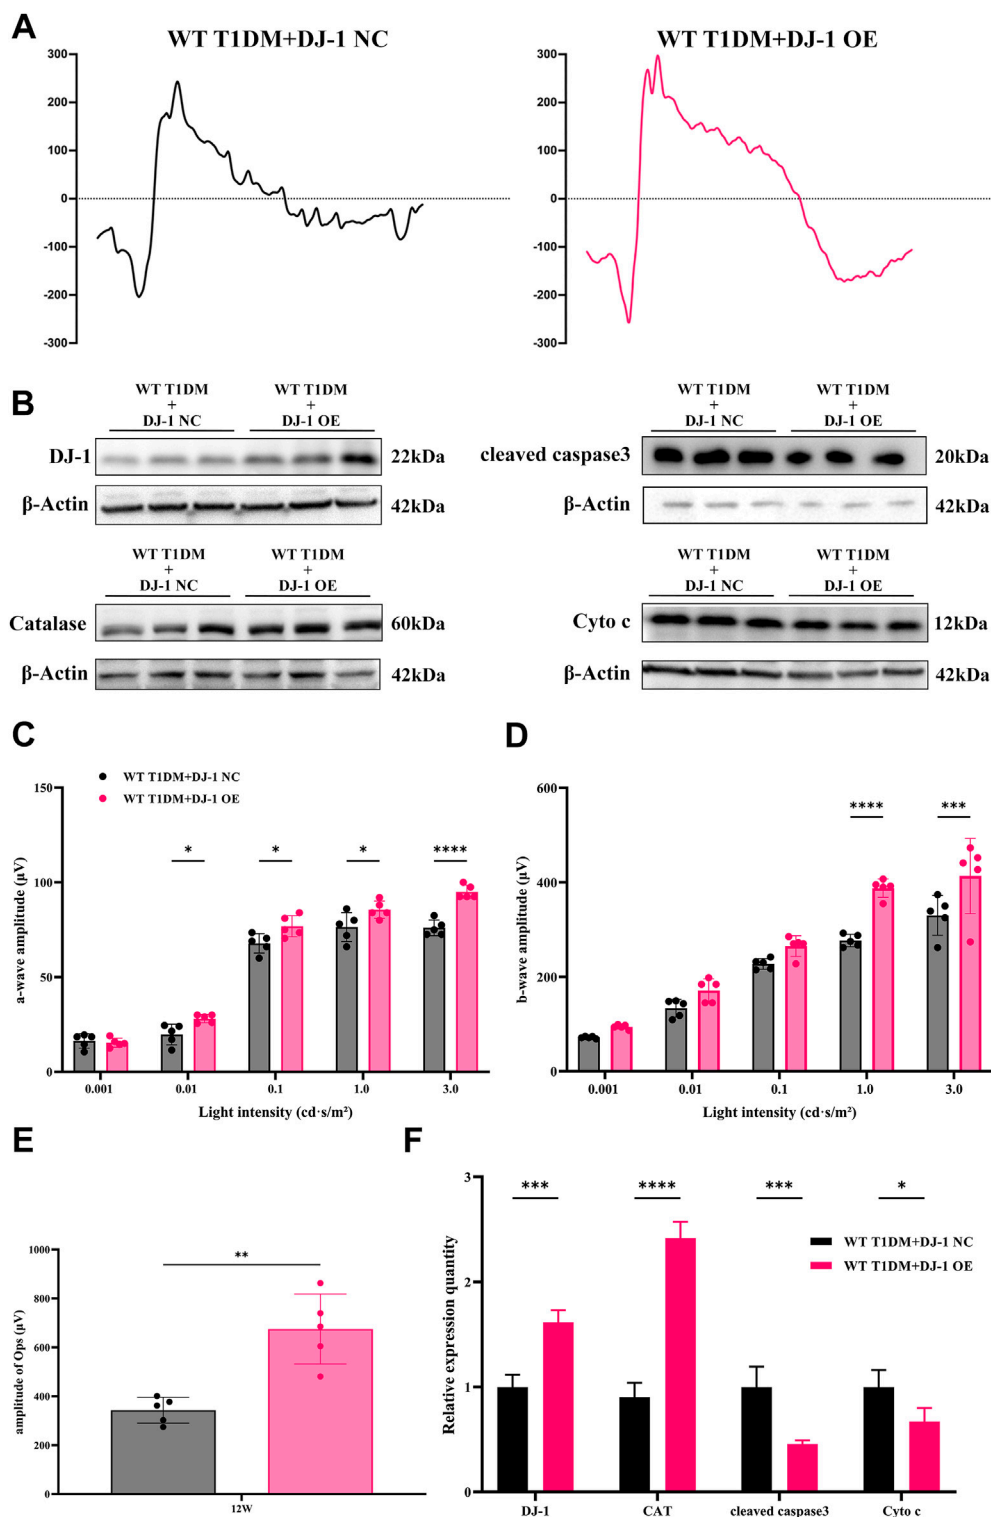 A
WT T1DM+DJ-1 NC
WT T1DM+DJ-1 OE
300
200
100
0
-100
-200
-300
300
200
100
0
-100
-200
-300
B
WT T1DM
+
DJ-1 NC
WT T1DM
+
DJ-1 OE
DJ-1
22kDa
β-Actin
42kDa
WT T1DM
+
DJ-1 NC
WT T1DM
+
DJ-1 OE
cleaved caspase3
20kDa
β-Actin
42kDa
WT T1DM
+
DJ-1 NC
WT T1DM
+
DJ-1 OE
Catalase
60kDa
β-Actin
42kDa
WT T1DM
+
DJ-1 NC
WT T1DM
+
DJ-1 OE
Cyto c
12kDa
β-Actin
42kDa
C
WT T1DM+DJ-1 NC
WT T1DM+DJ-1 OE
a-wave amplitude (μV)
150
100
50
0
* * * ****
0.001 0.01 0.1 1.0 3.0
Light intensity (cd·s/m²)
D
b-wave amplitude (μV)
600
400
200
0
**** ***
0.001 0.01 0.1 1.0 3.0
Light intensity (cd·s/m²)
E
amplitude of Ops (μV)
1000
800
600
400
200
0
**
12W
F
Relative expression quantity
3
2
1
0
*** **** *** *
WT T1DM+DJ-1 NC
WT T1DM+DJ-1 OE
DJ-1 CAT cleaved caspase3 Cyto c